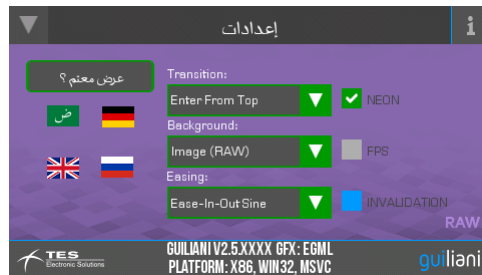 إعدادات
i
عرض معتم ؟
ض
Transition:
Enter From Top
NEON
Background:
Image (RAW)
FPS
Easing:
Ease-In-Out Sine
INVALIDATION
RAW
TES
Electronic Solutions
GUILIANI V2.5.XXXX GFX: EGML
PLATFORM: X86, WIN32, MSVC
guiliani